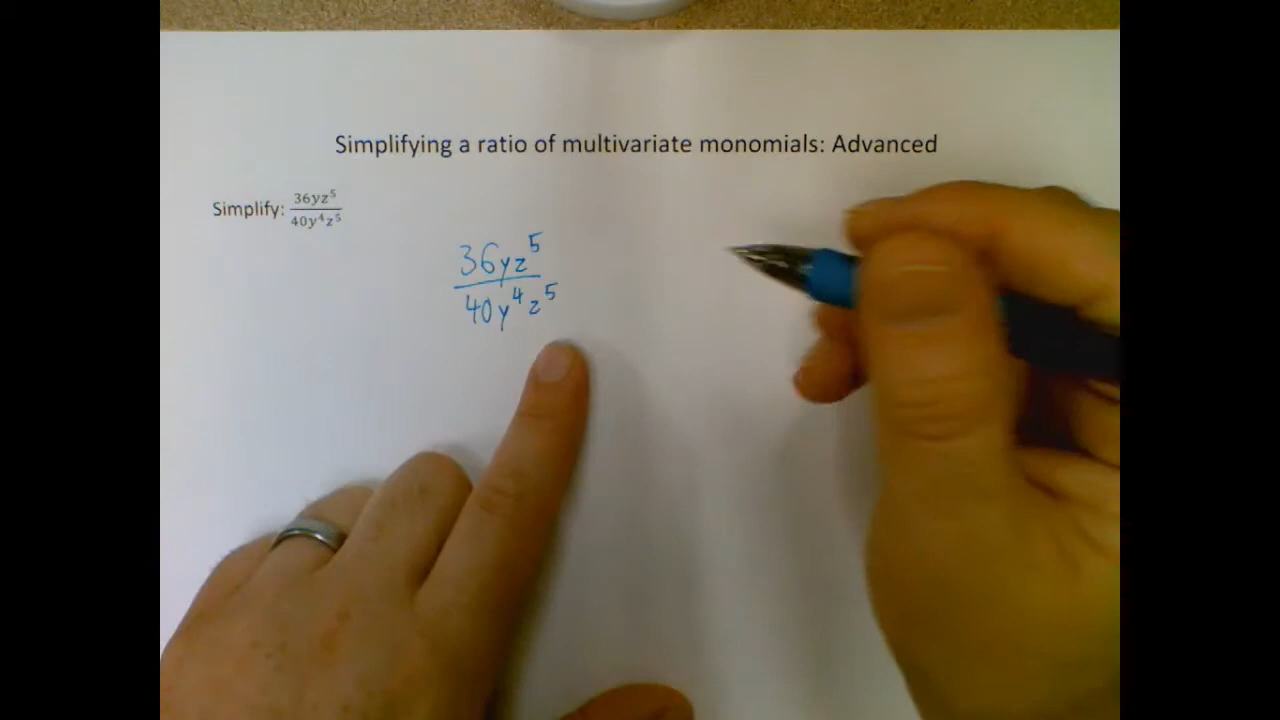 Simplifying a ratio of multivariate monomials: Advanced
Simplify: 36yz⁵/40y⁴z⁵
36yz⁵
40y⁴z⁵